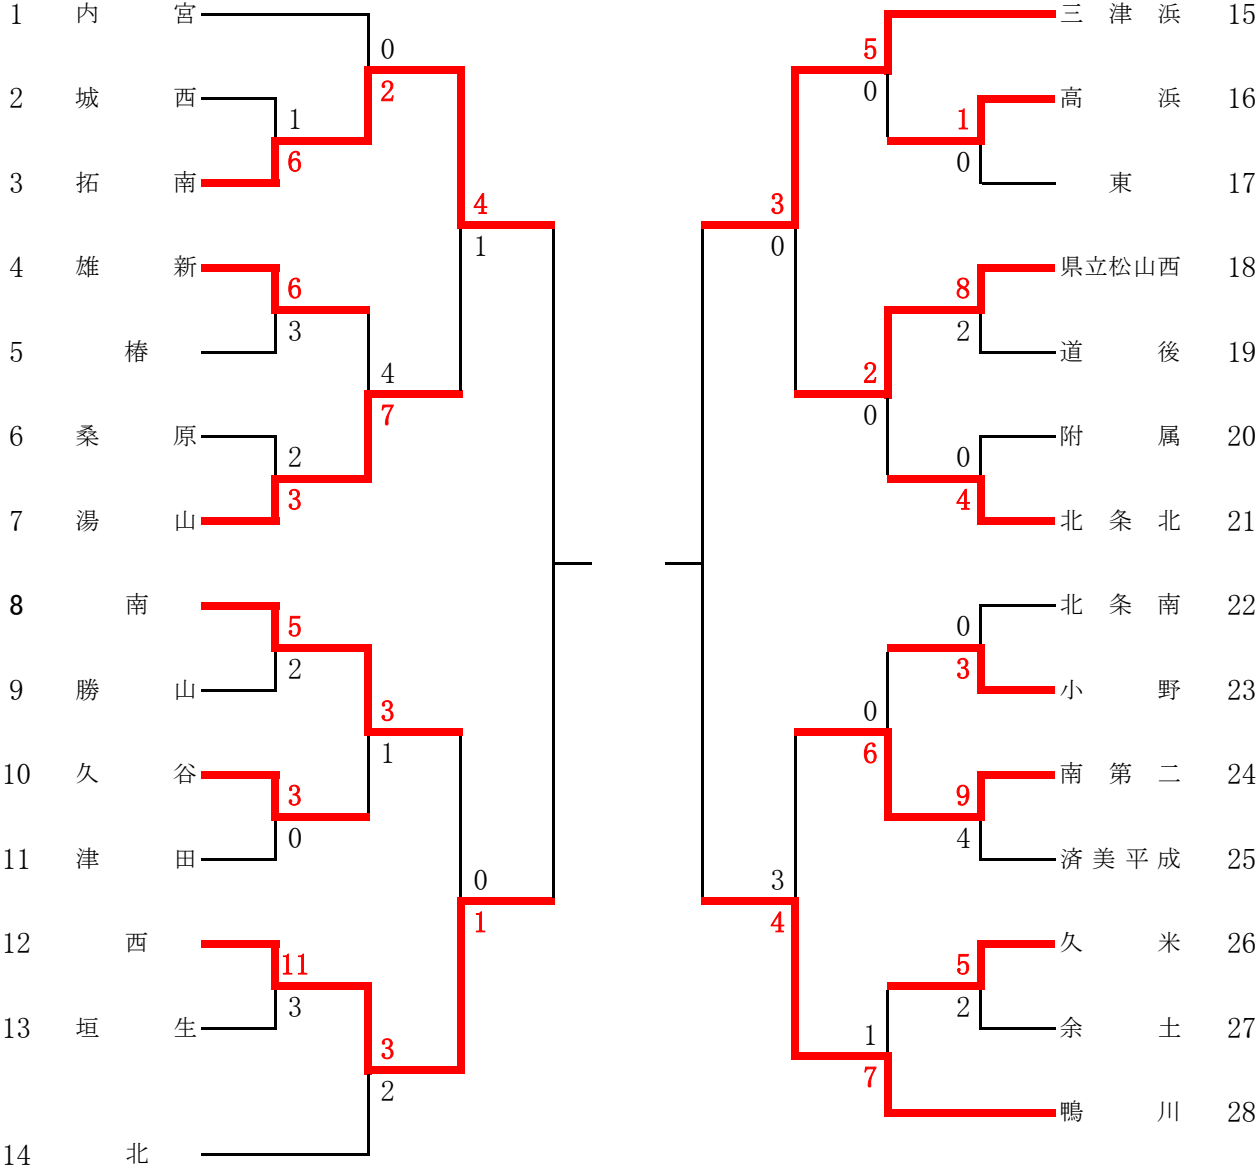 1 内宮
0
2
2 城西
1
6
3 拓南
4
1
4 雄新
6
3
5 椿
4
7
6 桑原
2
3
7 湯山
8 南
5
2
9 勝山
3
1
10 久谷
3
0
11 津田
0
1
12 西
11
3
13 垣生
3
2
14 北
三津浜 15
5
0
高浜 16
1
0
東 17
3
0
県立松山西 18
8
2
道後 19
2
0
附属 20
0
4
北条北 21
北条南 22
0
3
小野 23
0
6
南第二 24
9
4
済美平成 25
3
4
久米 26
5
2
余土 27
1
7
鴨川 28